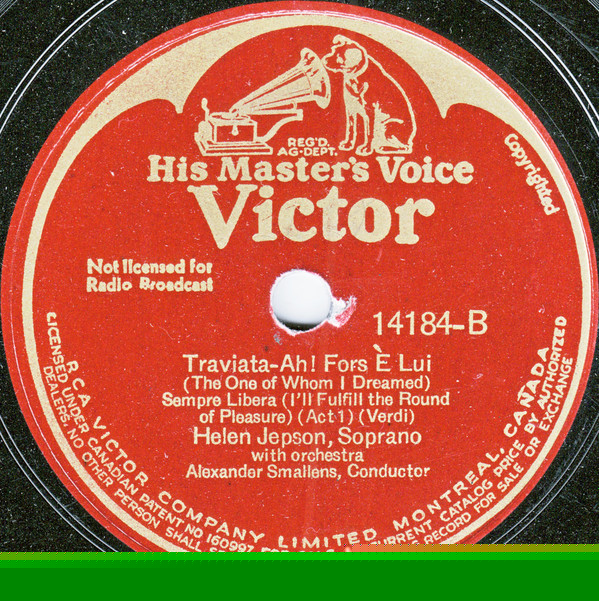 REG'D.
AG-DEPT.
His Master's Voice
Victor
Copyrighted
Not licensed for
Radio Broadcast
14184-B
Traviata-Ah! Fors È Lui
(The One of Whom I Dreamed)
Sempre Libera (I'll Fulfill the Round
of Pleasure) (Act 1) (Verdi)
Helen Jepson, Soprano
with orchestra
Alexander Smallens, Conductor
RCA VICTOR COMPANY LIMITED MONTREAL, CAÑADA
LICENSED UNDER CANADIAN PATENT NO 160997 FOR CURRENT CATALOG PRICE BY AUTHORIZED
DEALERS. NO OTHER PERSON SHALL RECORD FOR SALE OR EXCHANGE